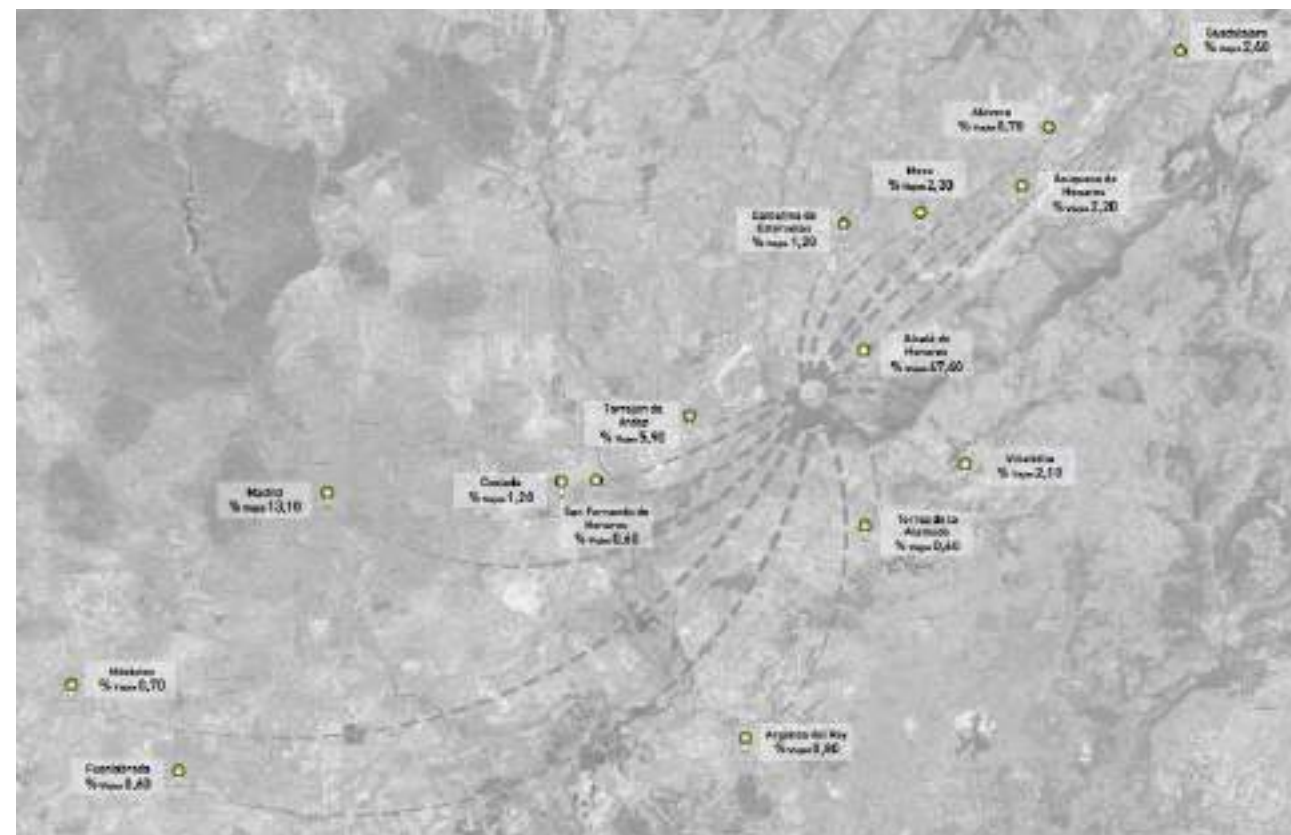 Guadalajara
% Viajes 2,60
Alovera
% Viajes 0,70
Meco
% Viajes 2,30
Azuqueca de
Henares
% Viajes 2,20
Camarma de
Esteruelas
% Viajes 1,20
Alcalá de
Henares
% Viajes 67,60
Torrejón de
Ardoz
% Viajes 5,90
Villalbilla
% Viajes 2,10
Coslada
% Viajes 1,20
Madrid
% Viajes 13,10
San Fernando de
Henares
% Viajes 0,60
Torres de La
Alameda
% Viajes 0,60
Móstoles
% Viajes 0,70
Arganda del Rey
% Viajes 0,80
Fuenlabrada
% Viajes 0,60